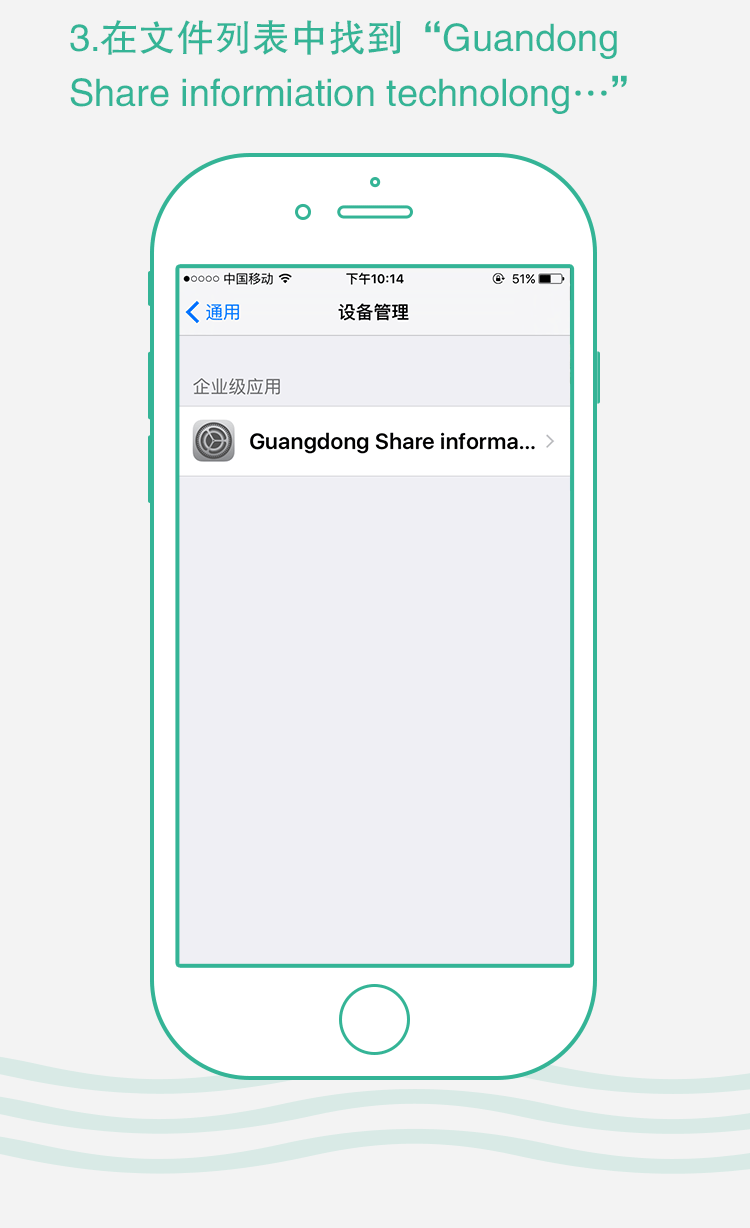 3.在文件列表中找到“Guandong
Share informiation technolong…”
中国移动 下午10:14 51%
通用 设备管理
企业级应用
Guangdong Share informa...